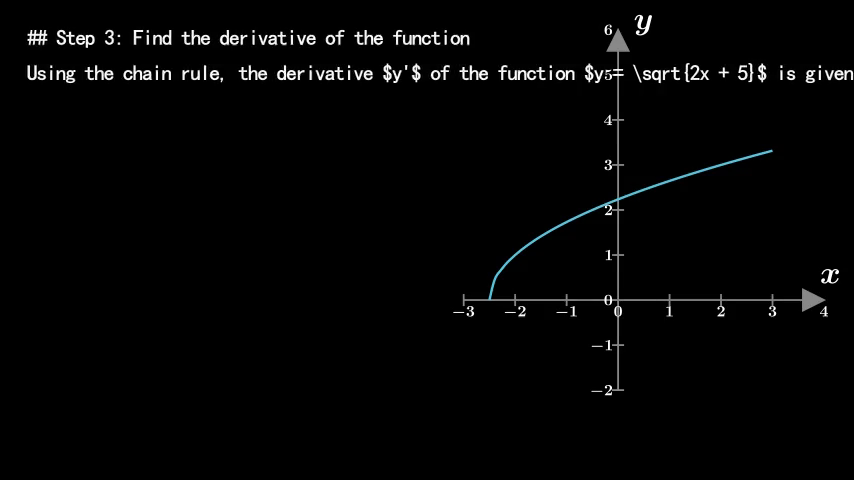 ## Step 3: Find the derivative of the function
Using the chain rule, the derivative $y'$ of the function $y = \sqrt{2x + 5}$ is given
y
6
5
4
3
2
1
0
−1
−2
x
−3 −2 −1 0 1 2 3 4